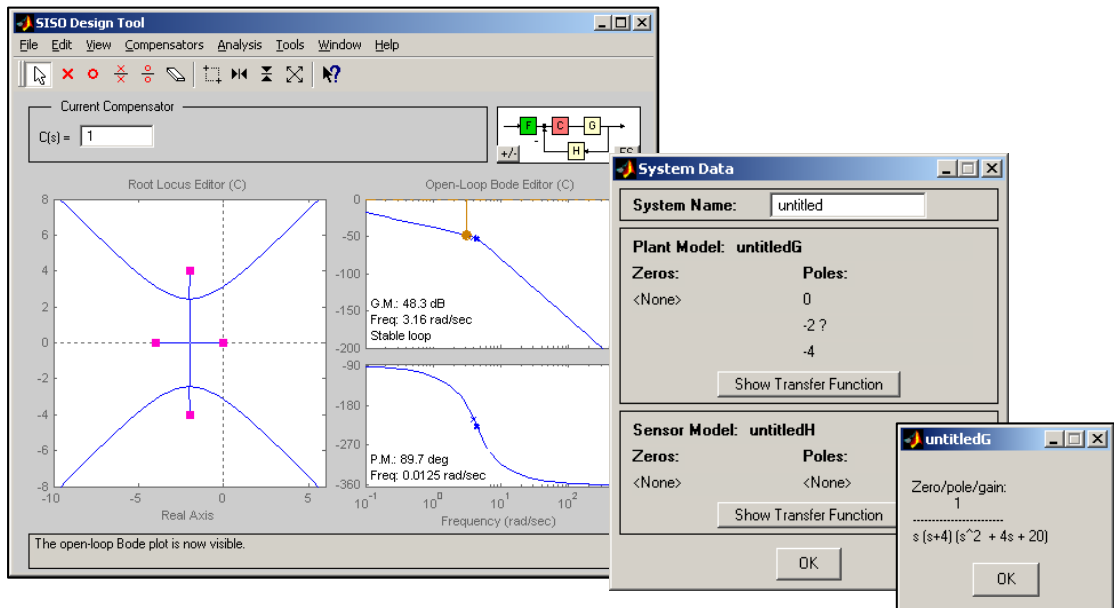 SISO Design Tool
File Edit View Compensators Analysis Tools Window Help
Current Compensator
C(s) = 1
F C G
+/- H FS
Root Locus Editor (C)
8
6
4
2
0
-2
-4
-6
-8
-10 -5 0 5
Real Axis
Open-Loop Bode Editor (C)
0
-50
-100
-150
-200
G.M.: 48.3 dB
Freq: 3.16 rad/sec
Stable loop
-90
-180
-270
-360
P.M.: 89.7 deg
Freq: 0.0125 rad/sec
10^-1 10^0 10^1 10^2
Frequency (rad/sec)
The open-loop Bode plot is now visible.
System Data
System Name: untitled
Plant Model: untitledG
Zeros: Poles:
<None> 0
-2 ?
-4
Show Transfer Function
Sensor Model: untitledH
Zeros: Poles:
<None> <None>
Show Transfer Function
OK
untitledG
Zero/pole/gain:
1
-----------------------
s (s+4) (s^2 + 4s + 20)
OK